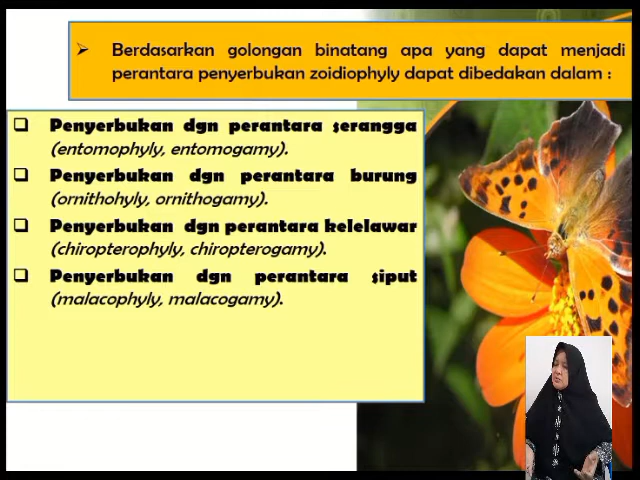 Berdasarkan golongan binatang apa yang dapat menjadi
perantara penyerbukan zoidiophyly dapat dibedakan dalam :
Penyerbukan dgn perantara serangga
(entomophyly, entomogamy).
Penyerbukan dgn perantara burung
(ornithohyly, ornithogamy).
Penyerbukan dgn perantara kelelawar
(chiropterophyly, chiropterogamy).
Penyerbukan dgn perantara siput
(malacophyly, malacogamy).